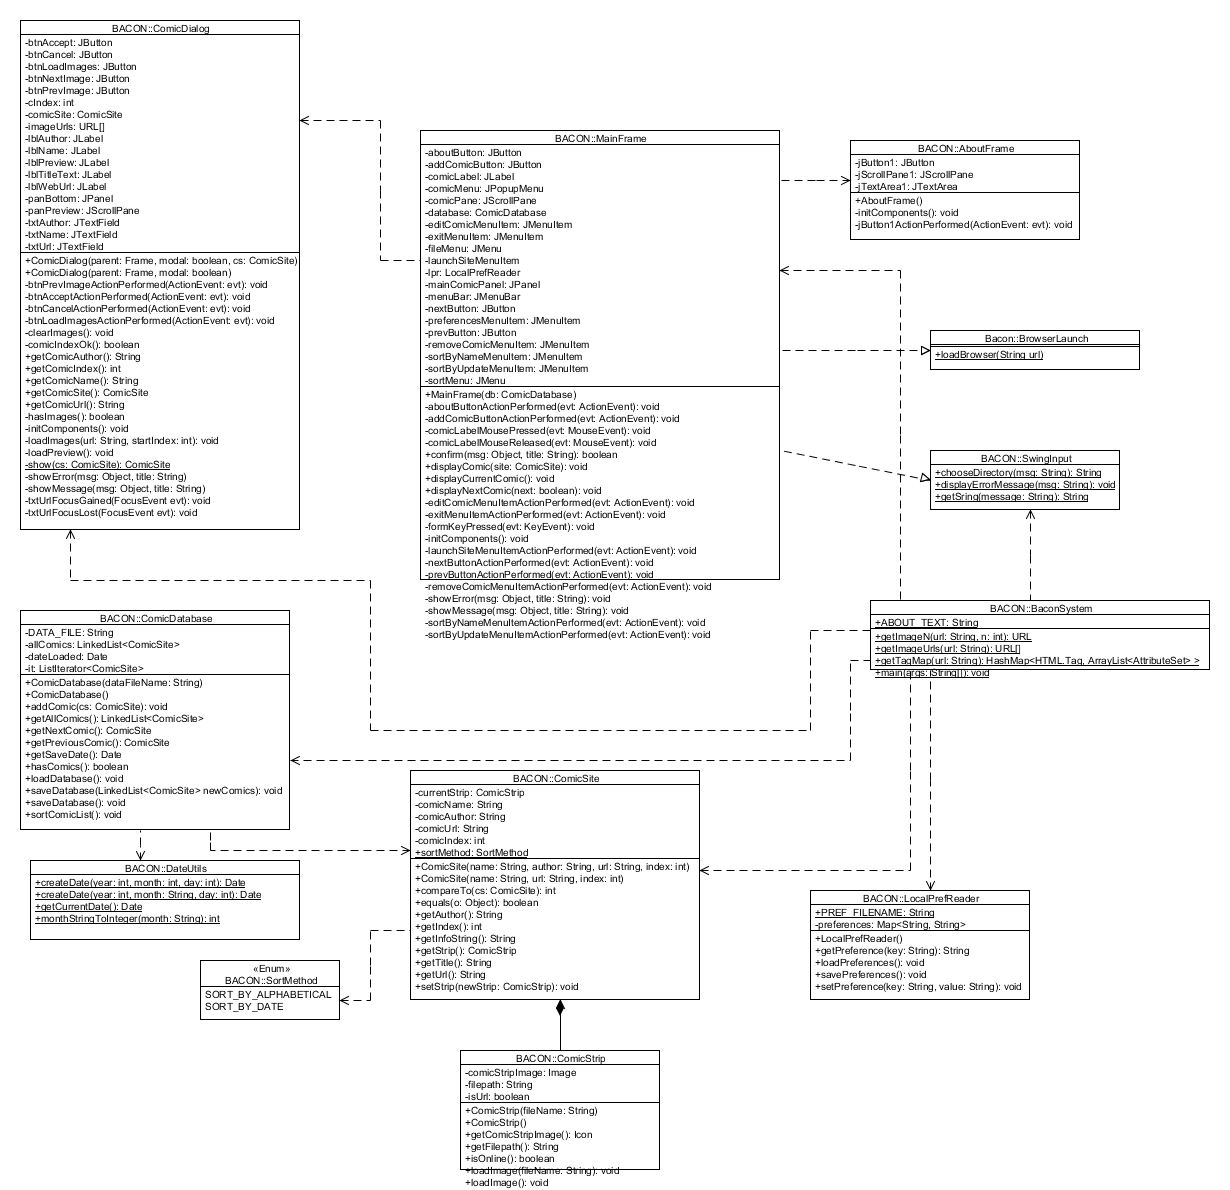 BACON::ComicDialog
-btnAccept: JButton
-btnCancel: JButton
-btnLoadImages: JButton
-btnNextImage: JButton
-btnPrevImage: JButton
-cIndex: int
-comicSite: ComicSite
-imageUrls: URL[]
-lblAuthor: JLabel
-lblName: JLabel
-lblPreview: JLabel
-lblTitleText: JLabel
-lblWebUrl: JLabel
-panBottom: JPanel
-panPreview: JScrollPane
-txtAuthor: JTextField
-txtName: JTextField
-txtUrl: JTextField
+ComicDialog(parent: Frame, modal: boolean, cs: ComicSite)
+ComicDialog(parent: Frame, modal: boolean)
-btnPrevImageActionPerformed(ActionEvent: evt): void
-btnAcceptActionPerformed(ActionEvent: evt): void
-btnCancelActionPerformed(ActionEvent: evt): void
-btnLoadImagesActionPerformed(ActionEvent: evt): void
-clearImages(): void
-comicIndexOk(): boolean
+getComicAuthor(): String
+getComicIndex(): int
+getComicName(): String
+getComicSite(): ComicSite
+getComicUrl(): String
-hasImages(): boolean
-initComponents(): void
-loadImages(url: String, startIndex: int): void
-loadPreview(): void
-show(cs: ComicSite): ComicSite
-showError(msg: Object, title: String)
-showMessage(msg: Object, title: String)
-txtUrlFocusGained(FocusEvent evt): void
-txtUrlFocusLost(FocusEvent evt): void
BACON::MainFrame
-aboutButton: JButton
-addComicButton: JButton
-comicLabel: JLabel
-comicMenu: JPopupMenu
-comicPane: JScrollPane
-database: ComicDatabase
-editComicMenuItem: JMenuItem
-exitMenuItem: JMenuItem
-fileMenu: JMenu
-launchSiteMenuItem
-lpr: LocalPrefReader
-mainComicPanel: JPanel
-menuBar: JMenuBar
-nextButton: JButton
-preferencesMenuItem: JMenuItem
-prevButton: JButton
-removeComicMenuItem: JMenuItem
-sortByNameMenuItem: JMenuItem
-sortByUpdateMenuItem: JMenuItem
-sortMenu: JMenu
+MainFrame(db: ComicDatabase)
-aboutButtonActionPerformed(evt: ActionEvent): void
-addComicButtonActionPerformed(evt: ActionEvent): void
-comicLabelMousePressed(evt: MouseEvent): void
-comicLabelMouseReleased(evt: MouseEvent): void
+confirm(msg: Object, title: String): boolean
+displayComic(site: ComicSite): void
+displayCurrentComic(): void
+displayNextComic(next: boolean): void
-editComicMenuItemActionPerformed(evt: ActionEvent): void
-exitMenuItemActionPerformed(evt: ActionEvent): void
-formKeyPressed(evt: KeyEvent): void
-initComponents(): void
-launchSiteMenuItemActionPerformed(evt: ActionEvent): void
-nextButtonActionPerformed(evt: ActionEvent): void
-prevButtonActionPerformed(evt: ActionEvent): void
-removeComicMenuItemActionPerformed(evt: ActionEvent): void
-showError(msg: Object, title: String): void
-showMessage(msg: Object, title: String): void
-sortByNameMenuItemActionPerformed(evt: ActionEvent): void
-sortByUpdateMenuItemActionPerformed(evt: ActionEvent): void
BACON::AboutFrame
-jButton1: JButton
-jScrollPane1: JScrollPane
-jTextArea1: JTextArea
+AboutFrame()
-initComponents(): void
-jButton1ActionPerformed(ActionEvent: evt): void
Bacon::BrowserLaunch
+loadBrowser(String url)
BACON::SwingInput
+chooseDirectory(msg: String): String
+displayErrorMessage(msg: String): void
+getSring(message: String): String
BACON::BaconSystem
+ABOUT_TEXT: String
+getImageN(url: String, n: int): URL
+getImageUrls(url: String): URL[]
+getTagMap(url: String): HashMap<HTML.Tag, ArrayList<AttributeSet> >
+main(args: String[]): void
BACON::ComicDatabase
-DATA_FILE: String
-allComics: LinkedList<ComicSite>
-dateLoaded: Date
-it: ListIterator<ComicSite>
+ComicDatabase(dataFileName: String)
+ComicDatabase()
+addComic(cs: ComicSite): void
+getAllComics(): LinkedList<ComicSite>
+getNextComic(): ComicSite
+getPreviousComic(): ComicSite
+getSaveDate(): Date
+hasComics(): boolean
+loadDatabase(): void
+saveDatabase(LinkedList<ComicSite> newComics): void
+saveDatabase(): void
+sortComicList(): void
BACON::DateUtils
+createDate(year: int, month: int, day: int): Date
+createDate(year: int, month: String, day: int): Date
+getCurrentDate(): Date
+monthStringToInteger(month: String): int
«Enum»
BACON::SortMethod
SORT_BY_ALPHABETICAL
SORT_BY_DATE
BACON::ComicSite
-currentStrip: ComicStrip
-comicName: String
-comicAuthor: String
-comicUrl: String
-comicIndex: int
+sortMethod: SortMethod
+ComicSite(name: String, author: String, url: String, index: int)
+ComicSite(name: String, url: String, index: int)
+compareTo(cs: ComicSite): int
+equals(o: Object): boolean
+getAuthor(): String
+getIndex(): int
+getInfoString(): String
+getStrip(): ComicStrip
+getTitle(): String
+getUrl(): String
+setStrip(newStrip: ComicStrip): void
BACON::LocalPrefReader
+PREF_FILENAME: String
-preferences: Map<String, String>
+LocalPrefReader()
+getPreference(key: String): String
+loadPreferences(): void
+savePreferences(): void
+setPreference(key: String, value: String): void
BACON::ComicStrip
-comicStripImage: Image
-filepath: String
-isUrl: boolean
+ComicStrip(fileName: String)
+ComicStrip()
+getComicStripImage(): Icon
+getFilepath(): String
+isOnline(): boolean
+loadImage(fileName: String): void
+loadImage(): void